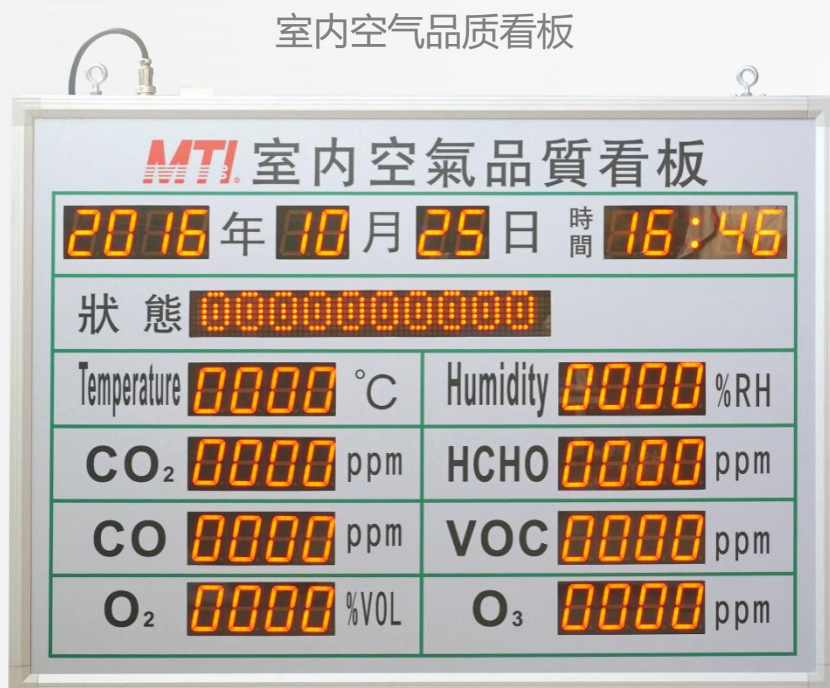 室内空气品质看板
MTI 室内空氣品質看板
2016 年 10 月 25 日 時間 16:46
狀態 0000000000
Temperature 0000 °C Humidity 0000 %RH
CO₂ 0000 ppm HCHO 0000 ppm
CO 0000 ppm VOC 0000 ppm
O₂ 0000 %VOL O₃ 0000 ppm